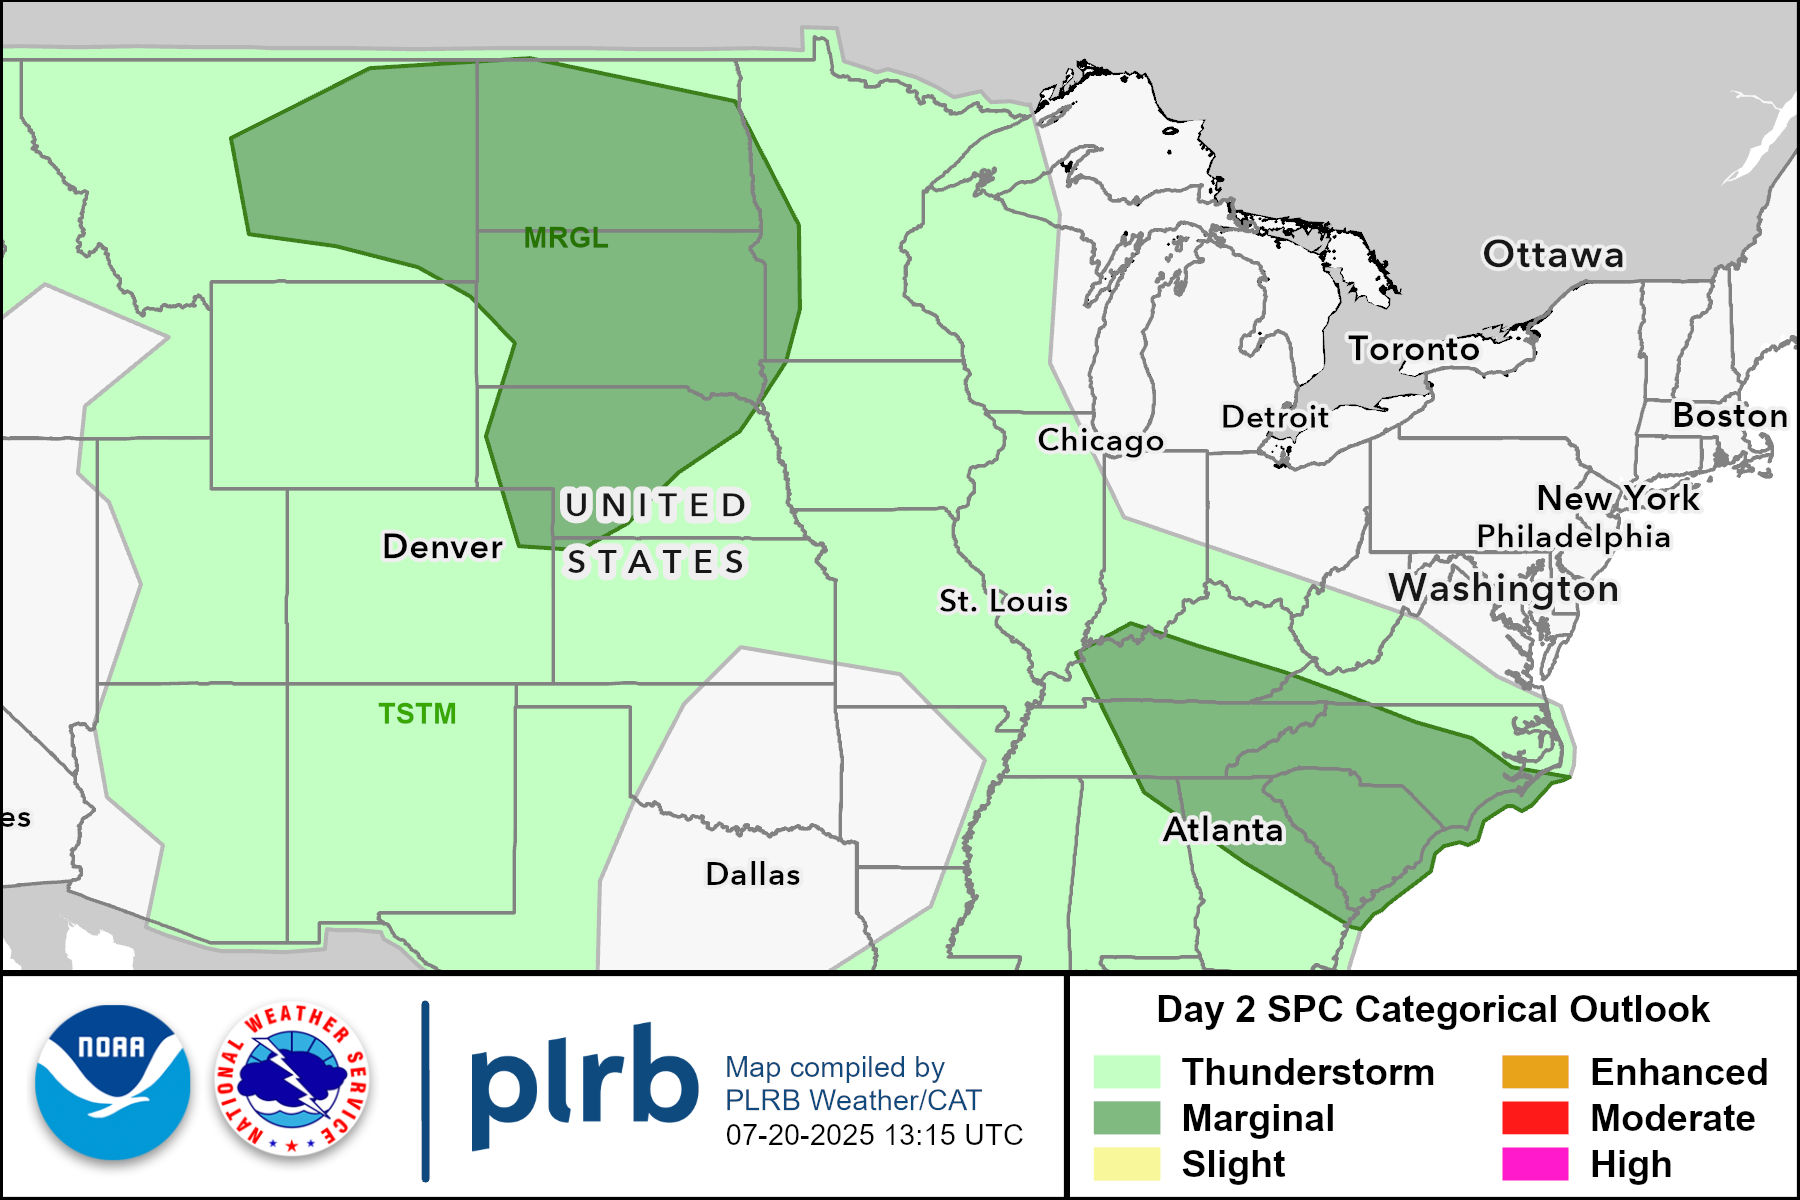 MRGL
Ottawa
Toronto
Detroit
Boston
Chicago
New York
UNITED
Philadelphia
Denver
STATES
Washington
St. Louis
TSTM
es
Atlanta
Dallas
NOAA
NATIONAL WEATHER SERVICE
plrb
Map compiled by
PLRB Weather/CAT
07-20-2025 13:15 UTC
Day 2 SPC Categorical Outlook
Thunderstorm
Marginal
Slight
Enhanced
Moderate
High